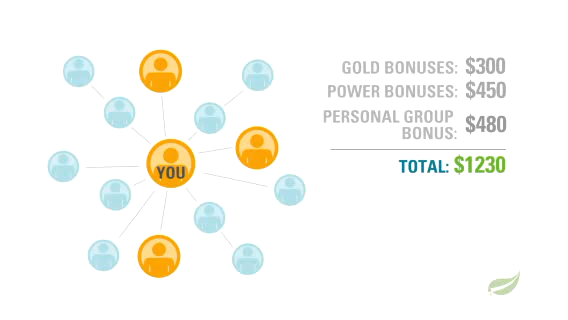 GOLD BONUSES: $300
POWER BONUSES: $450
PERSONAL GROUP
BONUS: $480
TOTAL: $1230
YOU